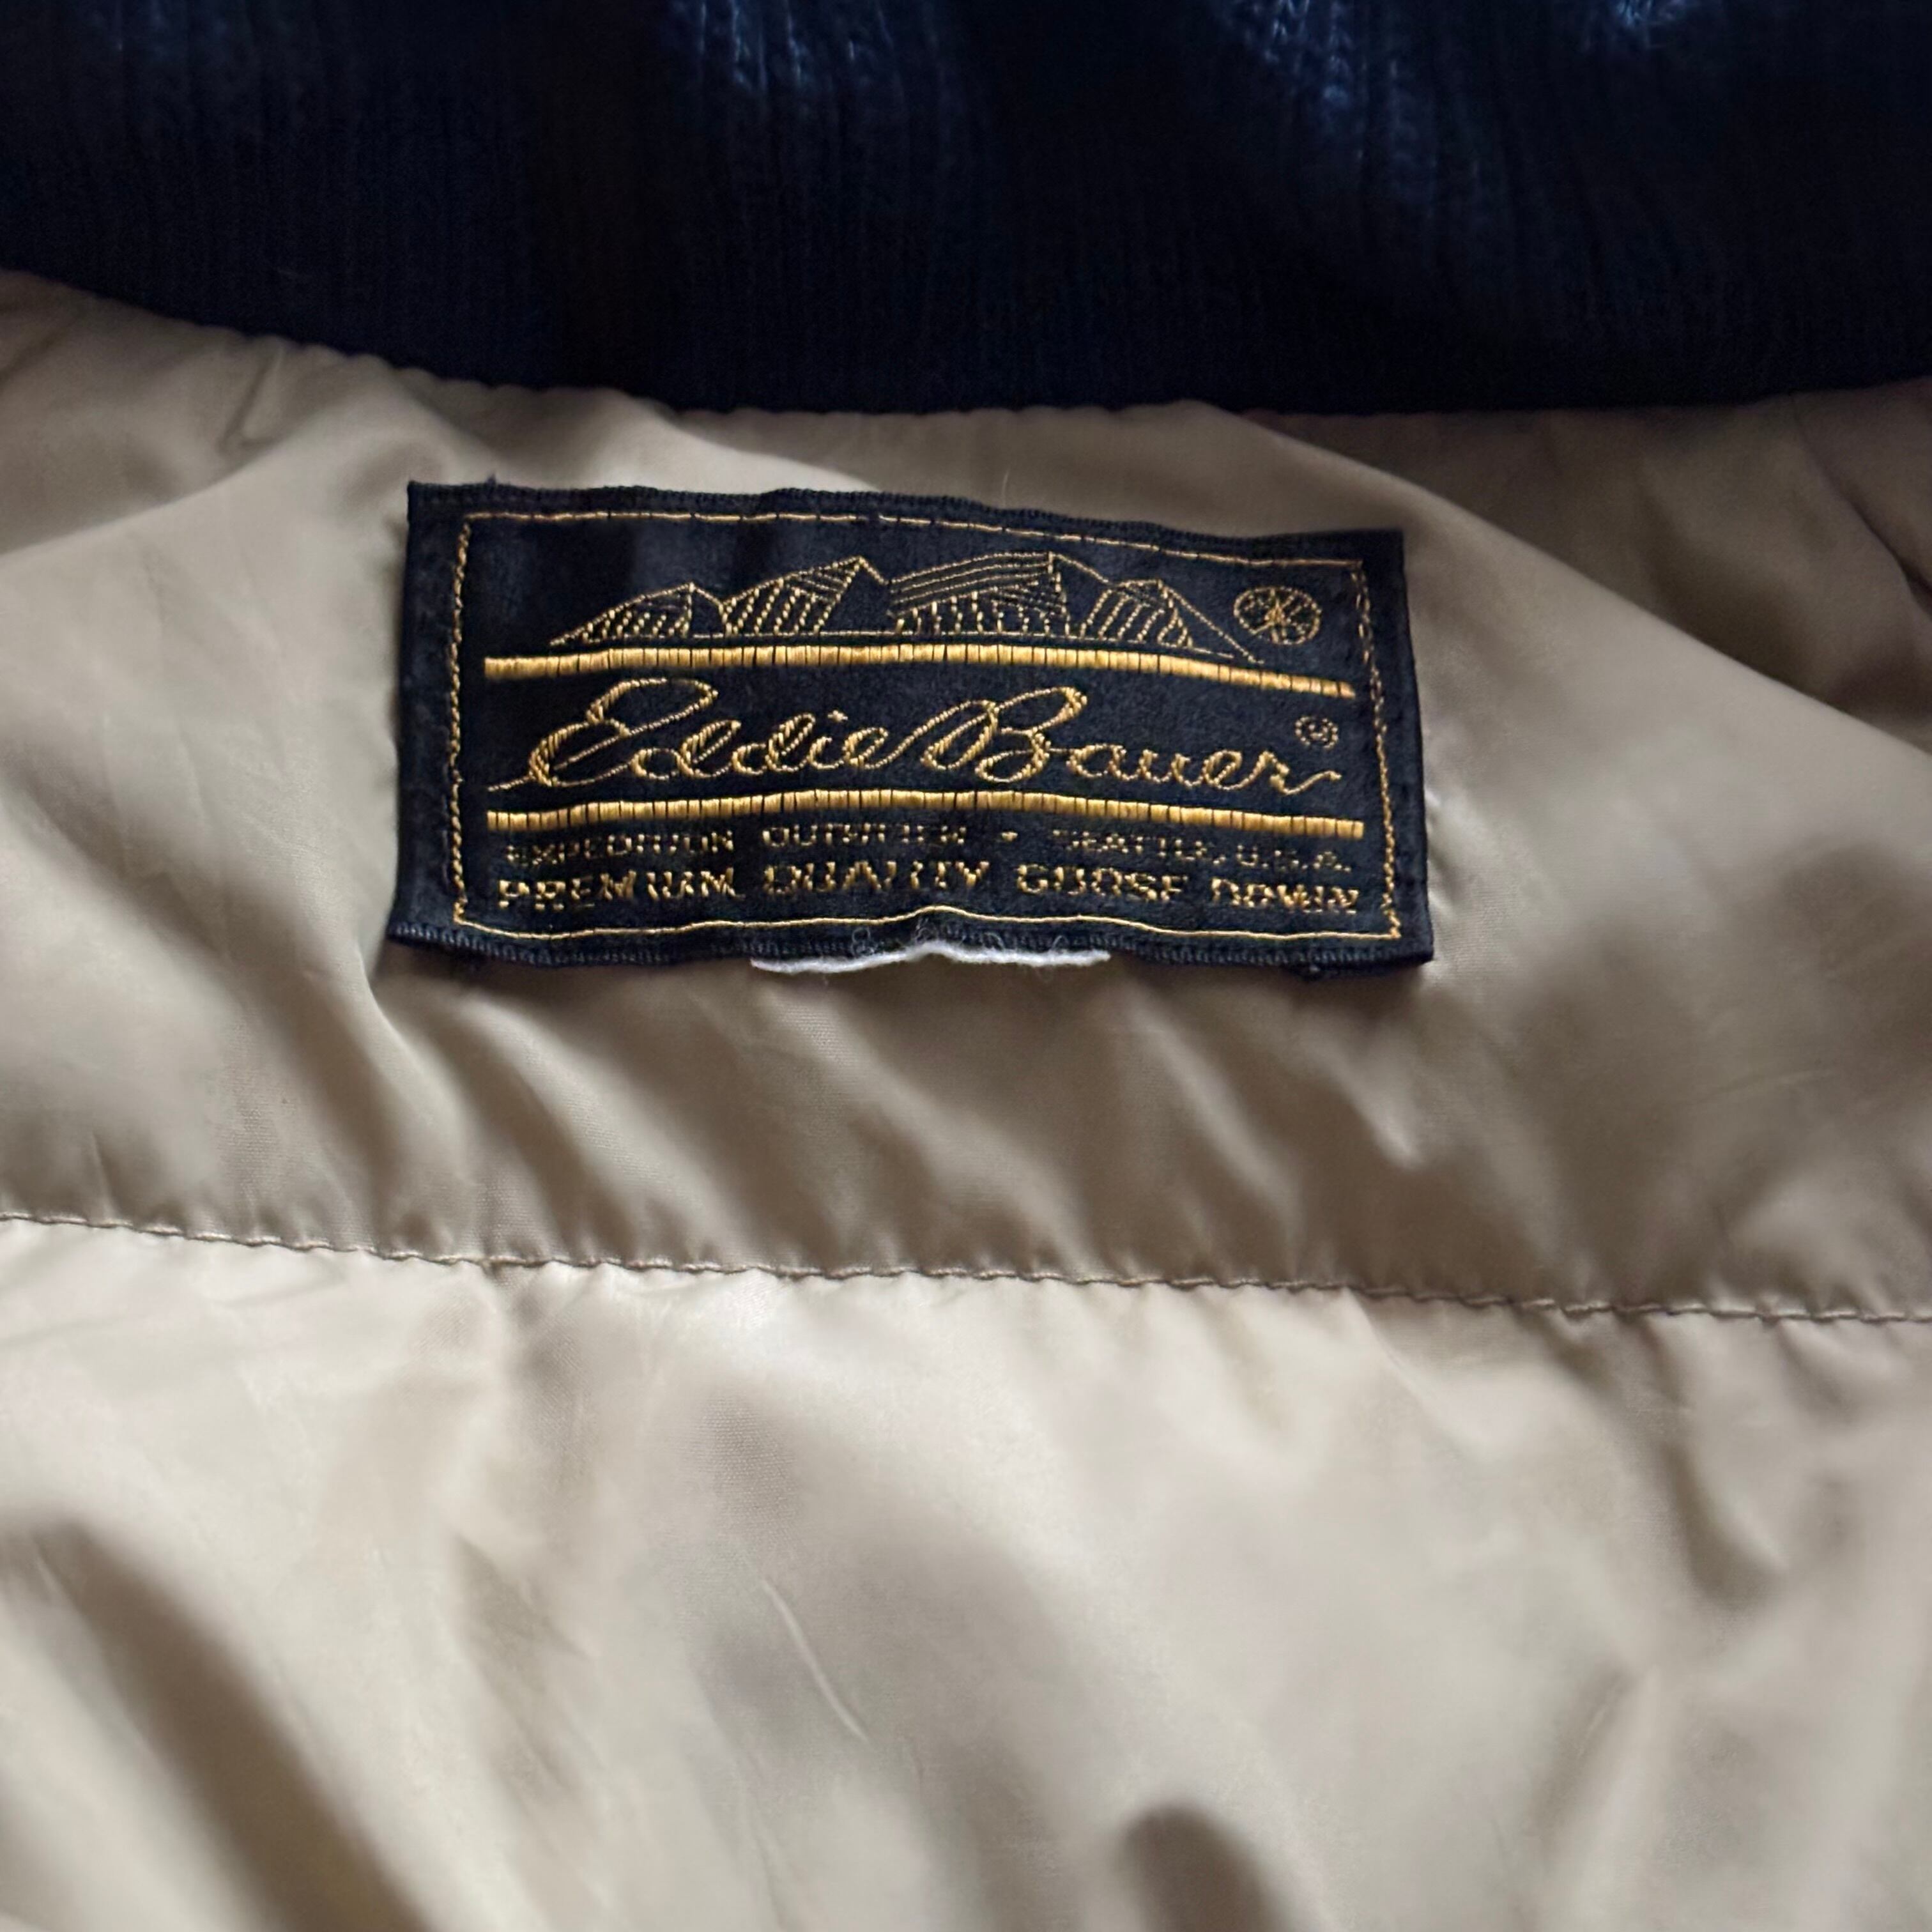 Eddie Bauer ®
EXPEDITION OUTFITTER • SEATTLE, U.S.A.
PREMIUM QUALITY GOOSE DOWN